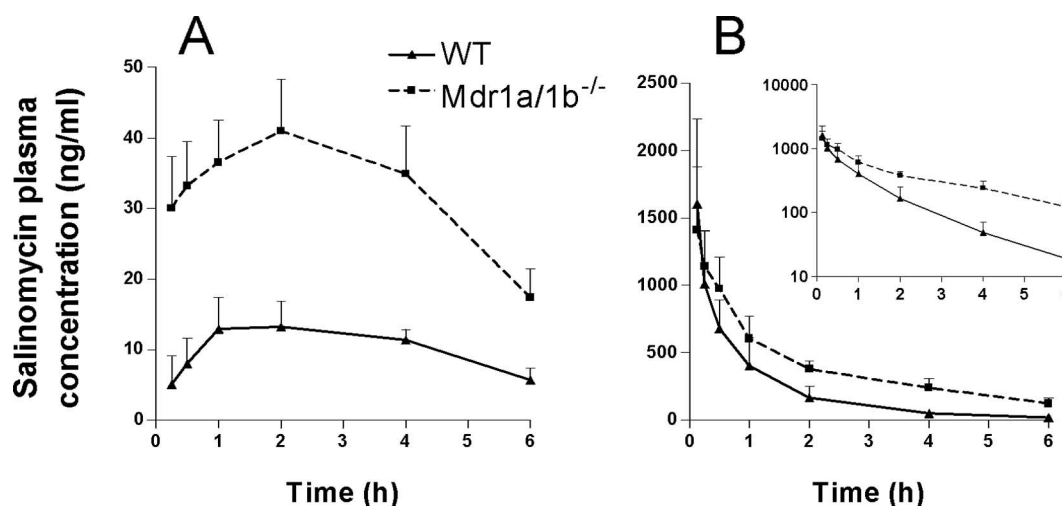 A
B
WT
Mdr1a/1b-/-
Salinomycin plasma
concentration (ng/ml)
50
40
30
20
10
0
0 1 2 3 4 5 6
Time (h)
2500
2000
1500
1000
500
0
0 1 2 3 4 5 6
Time (h)
10000
1000
100
10
0 1 2 3 4 5